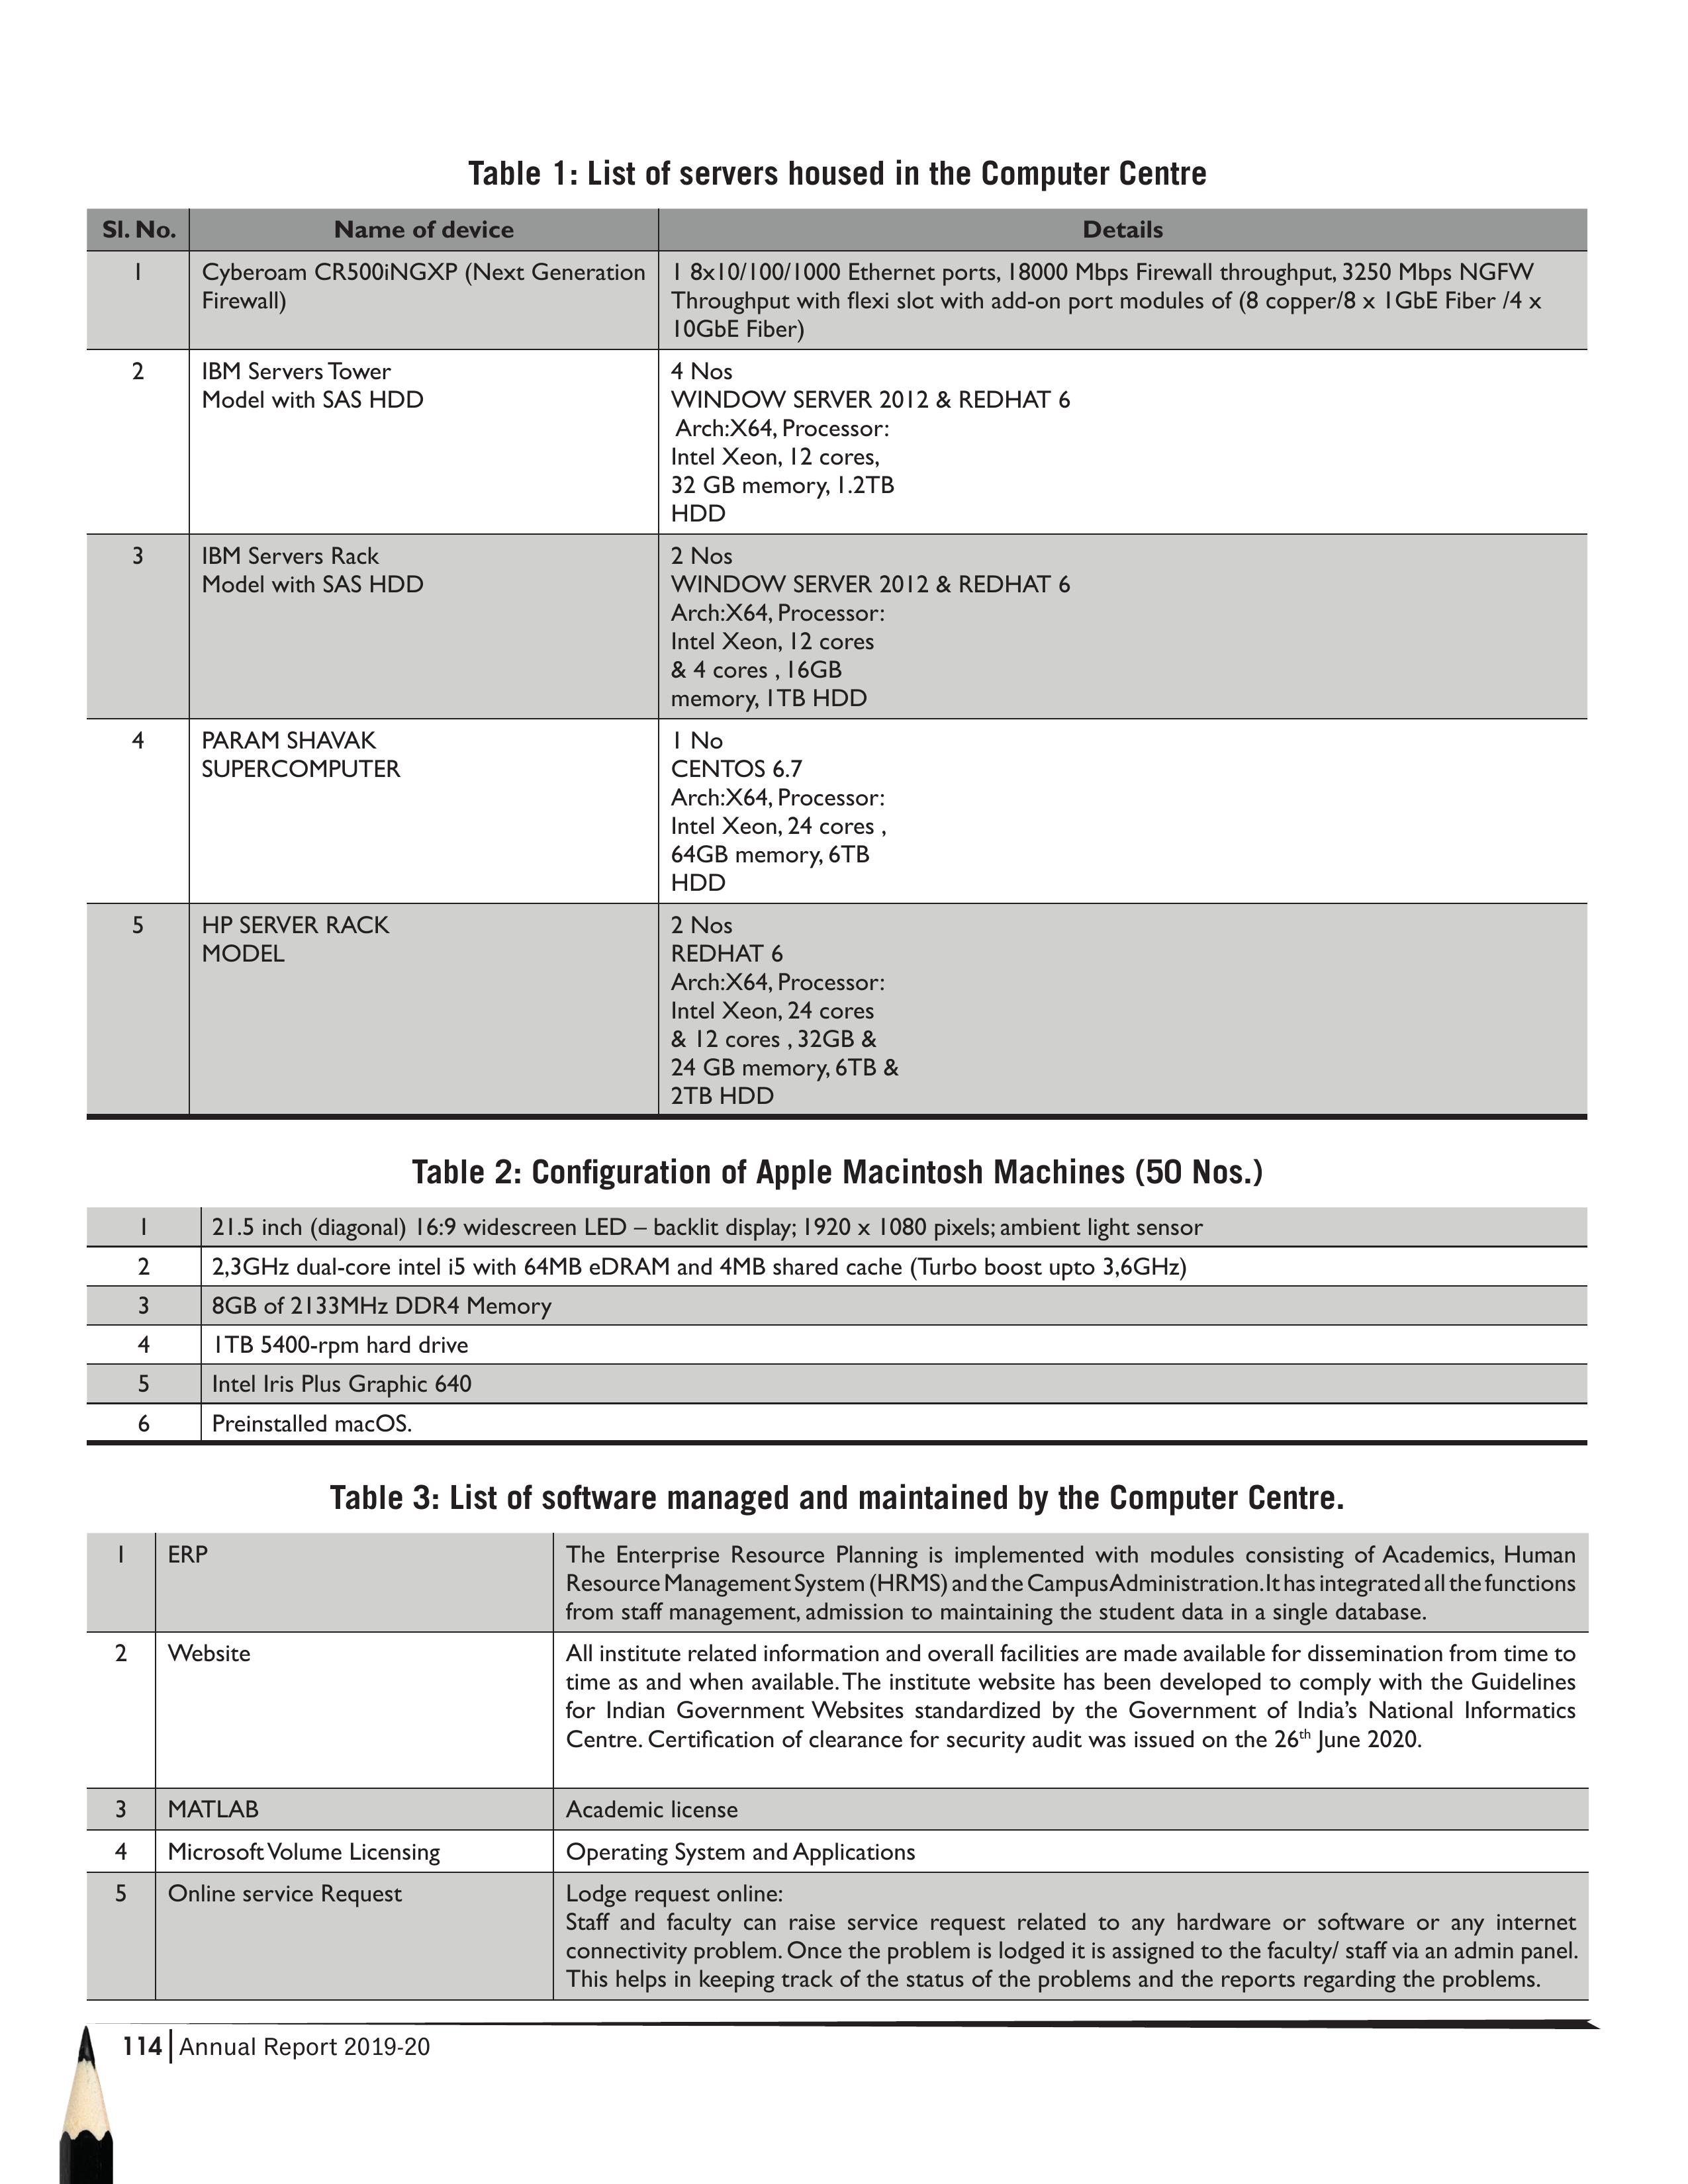 Table 1: List of servers housed in the Computer Centre
Sl. No. Name of device Details
1 Cyberoam CR500iNGXP (Next Generation Firewall) 1 8x10/100/1000 Ethernet ports, 18000 Mbps Firewall throughput, 3250 Mbps NGFW
Throughput with flexi slot with add-on port modules of (8 copper/8 x 1GbE Fiber /4 x
10GbE Fiber)
2 IBM Servers Tower
Model with SAS HDD
4 Nos
WINDOW SERVER 2012 & REDHAT 6
Arch:X64, Processor:
Intel Xeon, 12 cores,
32 GB memory, 1.2TB
HDD
3 IBM Servers Rack
Model with SAS HDD
2 Nos
WINDOW SERVER 2012 & REDHAT 6
Arch:X64, Processor:
Intel Xeon, 12 cores
& 4 cores , 16GB
memory, 1TB HDD
4 PARAM SHAVAK
SUPERCOMPUTER
1 No
CENTOS 6.7
Arch:X64, Processor:
Intel Xeon, 24 cores ,
64GB memory, 6TB
HDD
5 HP SERVER RACK
MODEL
2 Nos
REDHAT 6
Arch:X64, Processor:
Intel Xeon, 24 cores
& 12 cores , 32GB &
24 GB memory, 6TB &
2TB HDD
Table 2: Configuration of Apple Macintosh Machines (50 Nos.)
1 21.5 inch (diagonal) 16:9 widescreen LED – backlit display; 1920 x 1080 pixels; ambient light sensor
2 2,3GHz dual-core intel i5 with 64MB eDRAM and 4MB shared cache (Turbo boost upto 3,6GHz)
3 8GB of 2133MHz DDR4 Memory
4 1TB 5400-rpm hard drive
5 Intel Iris Plus Graphic 640
6 Preinstalled macOS.
Table 3: List of software managed and maintained by the Computer Centre.
1 ERP The Enterprise Resource Planning is implemented with modules consisting of Academics, Human
Resource Management System (HRMS) and the Campus Administration. It has integrated all the functions
from staff management, admission to maintaining the student data in a single database.
2 Website All institute related information and overall facilities are made available for dissemination from time to
time as and when available. The institute website has been developed to comply with the Guidelines
for Indian Government Websites standardized by the Government of India’s National Informatics
Centre. Certification of clearance for security audit was issued on the 26th June 2020.
3 MATLAB Academic license
4 Microsoft Volume Licensing Operating System and Applications
5 Online service Request Lodge request online:
Staff and faculty can raise service request related to any hardware or software or any internet
connectivity problem. Once the problem is lodged it is assigned to the faculty/ staff via an admin panel.
This helps in keeping track of the status of the problems and the reports regarding the problems.
114 Annual Report 2019-20